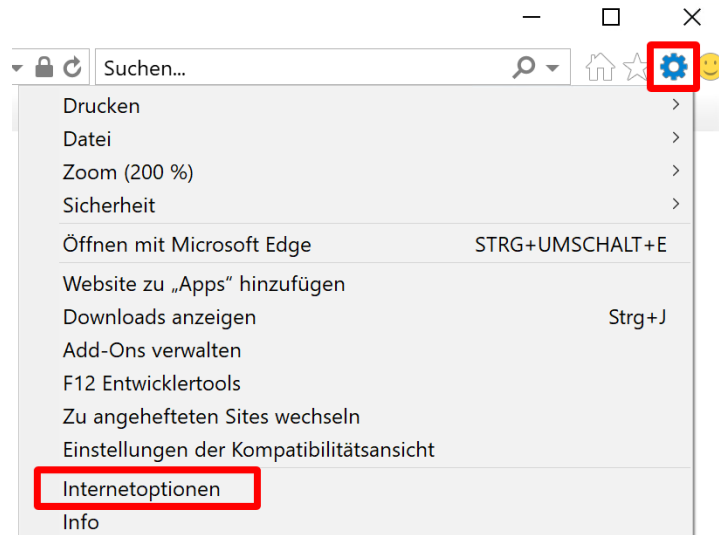 Suchen...
Drucken
Datei
Zoom (200 %)
Sicherheit
Öffnen mit Microsoft Edge STRG+UMSCHALT+E
Website zu „Apps“ hinzufügen
Downloads anzeigen Strg+J
Add-Ons verwalten
F12 Entwicklertools
Zu angehefteten Sites wechseln
Einstellungen der Kompatibilitätsansicht
Internetoptionen
Info